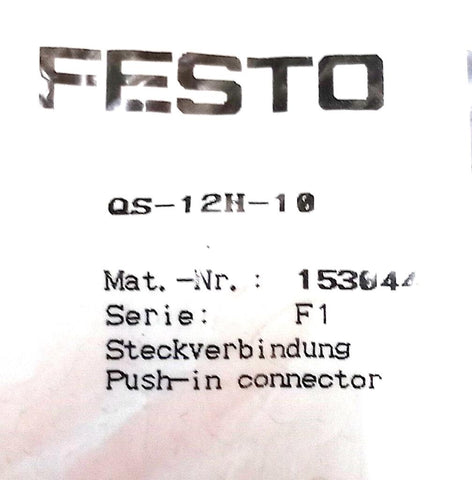 FESTO
QS-12H-10
Mat.-Nr.: 153044
Serie: F1
Steckverbindung
Push-in connector